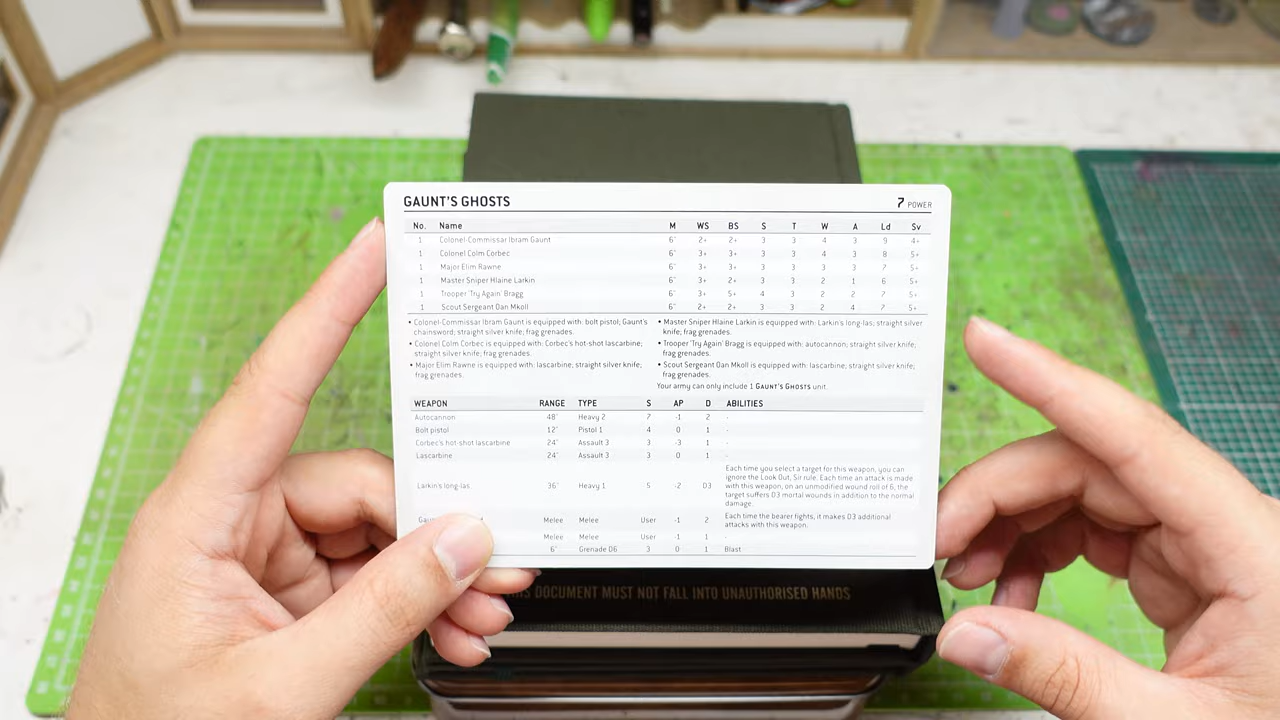 GAUNT'S GHOSTS 7 POWER
No. Name M WS BS S T W A Ld Sv
1 Colonel-Commissar Ibram Gaunt 6" 2+ 2+ 3 3 4 3 9 4+
1 Colonel Colm Corbec 6" 3+ 3+ 3 3 4 3 8 5+
1 Major Elim Rawne 6" 3+ 3+ 3 3 3 3 7 5+
1 Master Sniper Hlaine Larkin 6" 3+ 2+ 3 3 2 1 6 5+
1 Trooper 'Try Again' Bragg 6" 3+ 5+ 4 3 2 2 7 5+
1 Scout Sergeant Oan Mkoll 6" 2+ 2+ 3 3 2 4 7 5+
• Colonel-Commissar Ibram Gaunt is equipped with: bolt pistol; Gaunt's
chainsword; straight silver knife; frag grenades.
• Colonel Colm Corbec is equipped with: Corbec's hot-shot lascarbine;
straight silver knife; frag grenades.
• Major Elim Rawne is equipped with: lascarbine; straight silver knife;
frag grenades.
• Master Sniper Hlaine Larkin is equipped with: Larkin's long-las; straight silver
knife; frag grenades.
• Trooper 'Try Again' Bragg is equipped with: autocannon; straight silver knife;
frag grenades.
• Scout Sergeant Oan Mkoll is equipped with: lascarbine; straight silver knife;
frag grenades.
Your army can only include 1 GAUNT'S GHOSTS unit.
WEAPON RANGE TYPE S AP D ABILITIES
Autocannon 48" Heavy 2 7 -1 2 -
Bolt pistol 12" Pistol 1 4 0 1 -
Corbec's hot-shot lascarbine 24" Assault 3 3 -3 1 -
Lascarbine 24" Assault 3 3 0 1 -
Each time you select a target for this weapon, you can
ignore the Look Out, Sir rule. Each time an attack is made
Larkin's long-las 36" Heavy 1 5 -2 D3 with this weapon, on an unmodified wound roll of 6, the
target suffers D3 mortal wounds in addition to the normal
damage.
Melee Melee User -1 2 Each time the bearer fights, it makes D3 additional
attacks with this weapon.
Melee Melee User -1 1 -
6" Grenade D6 3 0 1 Blast
DOCUMENT MUST NOT FALL INTO UNAUTHORISED HANDS